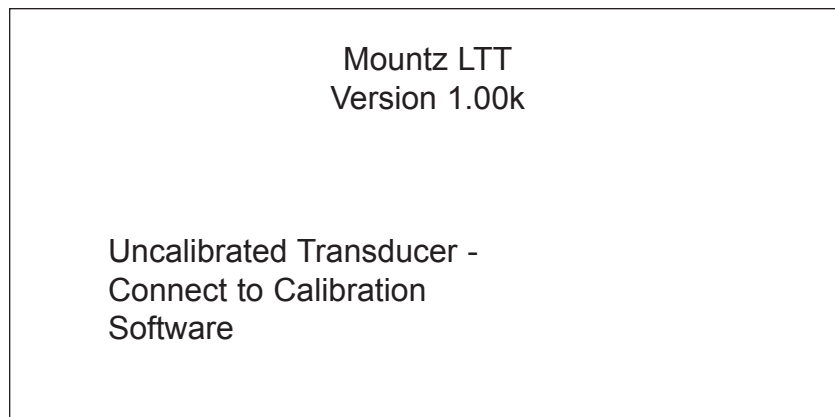 Mountz LTT
Version 1.00k
Uncalibrated Transducer -
Connect to Calibration
Software